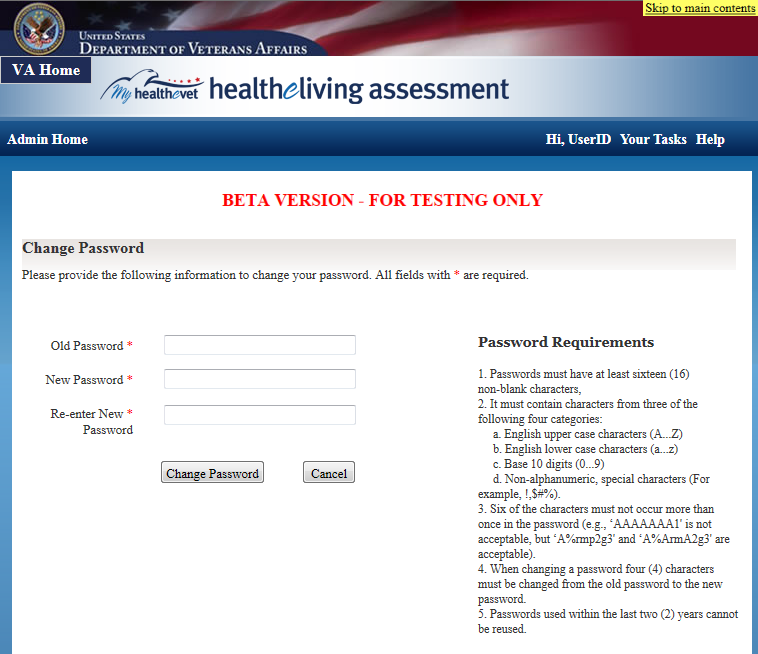 Skip to main contents
UNITED STATES
DEPARTMENT OF VETERANS AFFAIRS
VA Home
My healthevet healtheliving assessment
Admin Home Hi, UserID Your Tasks Help
BETA VERSION - FOR TESTING ONLY
Change Password
Please provide the following information to change your password. All fields with * are required.
Old Password *
New Password *
Re-enter New *
Password
Change Password Cancel
Password Requirements
1. Passwords must have at least sixteen (16)
non-blank characters,
2. It must contain characters from three of the
following four categories:
a. English upper case characters (A...Z)
b. English lower case characters (a...z)
c. Base 10 digits (0...9)
d. Non-alphanumeric, special characters (For
example, !,$#%).
3. Six of the characters must not occur more than
once in the password (e.g., ‘AAAAAAA1' is not
acceptable, but ‘A%rmp2g3' and ‘A%ArmA2g3' are
acceptable).
4. When changing a password four (4) characters
must be changed from the old password to the new
password.
5. Passwords used within the last two (2) years cannot
be reused.